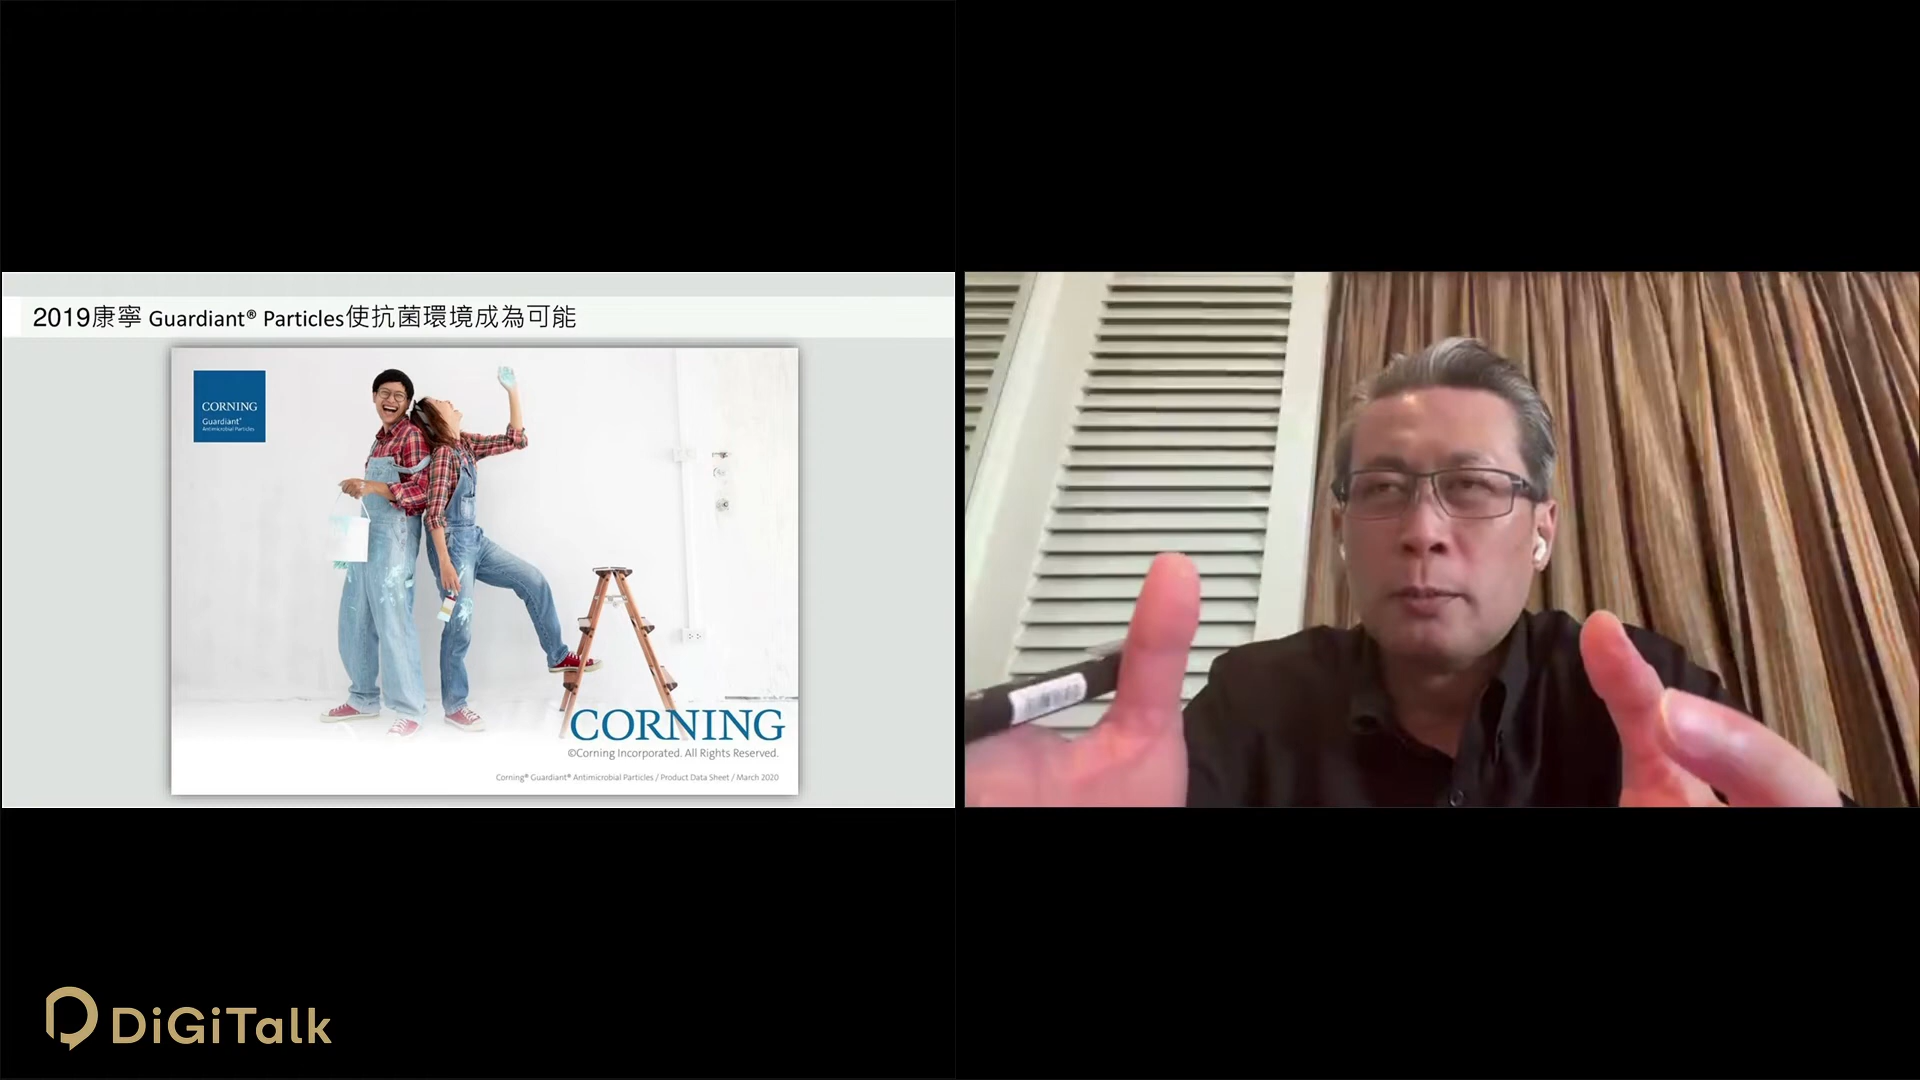 2019康寧 Guardiant® Particles使抗菌環境成為可能
CORNING
Guardiant®
Antimicrobial Particles
CORNING
©Corning Incorporated. All Rights Reserved.
Corning® Guardiant® Antimicrobial Particles / Product Data Sheet / March 2020
DiGiTalk